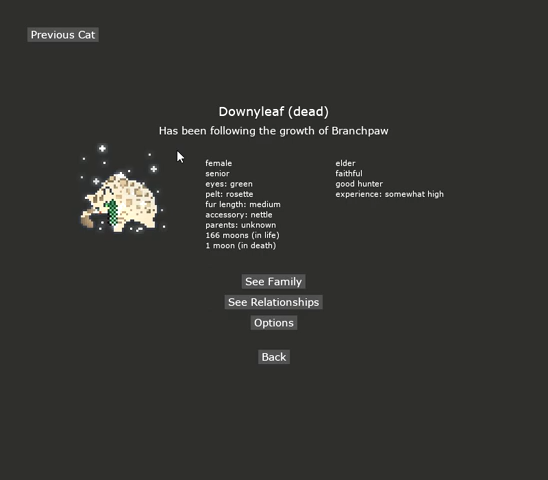 Previous Cat
Downyleaf (dead)
Has been following the growth of Branchpaw
female
senior
eyes: green
pelt: rosette
fur length: medium
accessory: nettle
parents: unknown
166 moons (in life)
1 moon (in death)
elder
faithful
good hunter
experience: somewhat high
See Family
See Relationships
Options
Back